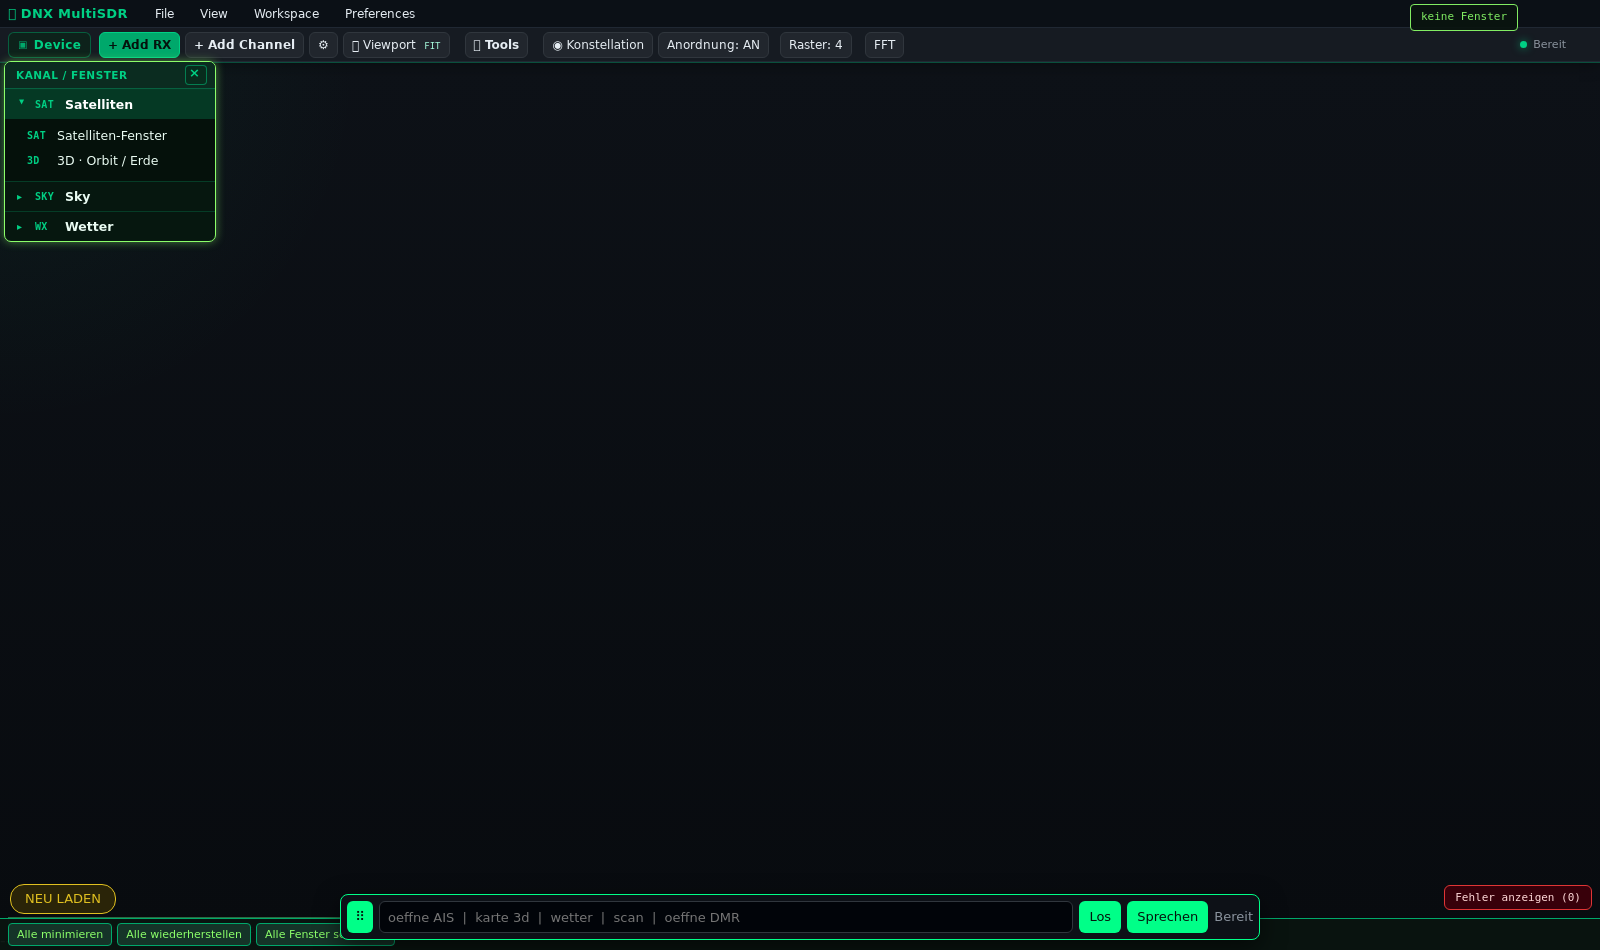 DNX MultiSDR File View Workspace Preferences
keine Fenster
Device + Add RX + Add Channel Viewport FIT Tools Konstellation Anordnung: AN Raster: 4 FFT Bereit
KANAL / FENSTER
SAT Satelliten
SAT Satelliten-Fenster
3D 3D · Orbit / Erde
SKY Sky
WX Wetter
NEU LADEN
Fehler anzeigen (0)
oeffne AIS | karte 3d | wetter | scan | oeffne DMR Los Sprechen Bereit
Alle minimieren Alle wiederherstellen Alle Fenster